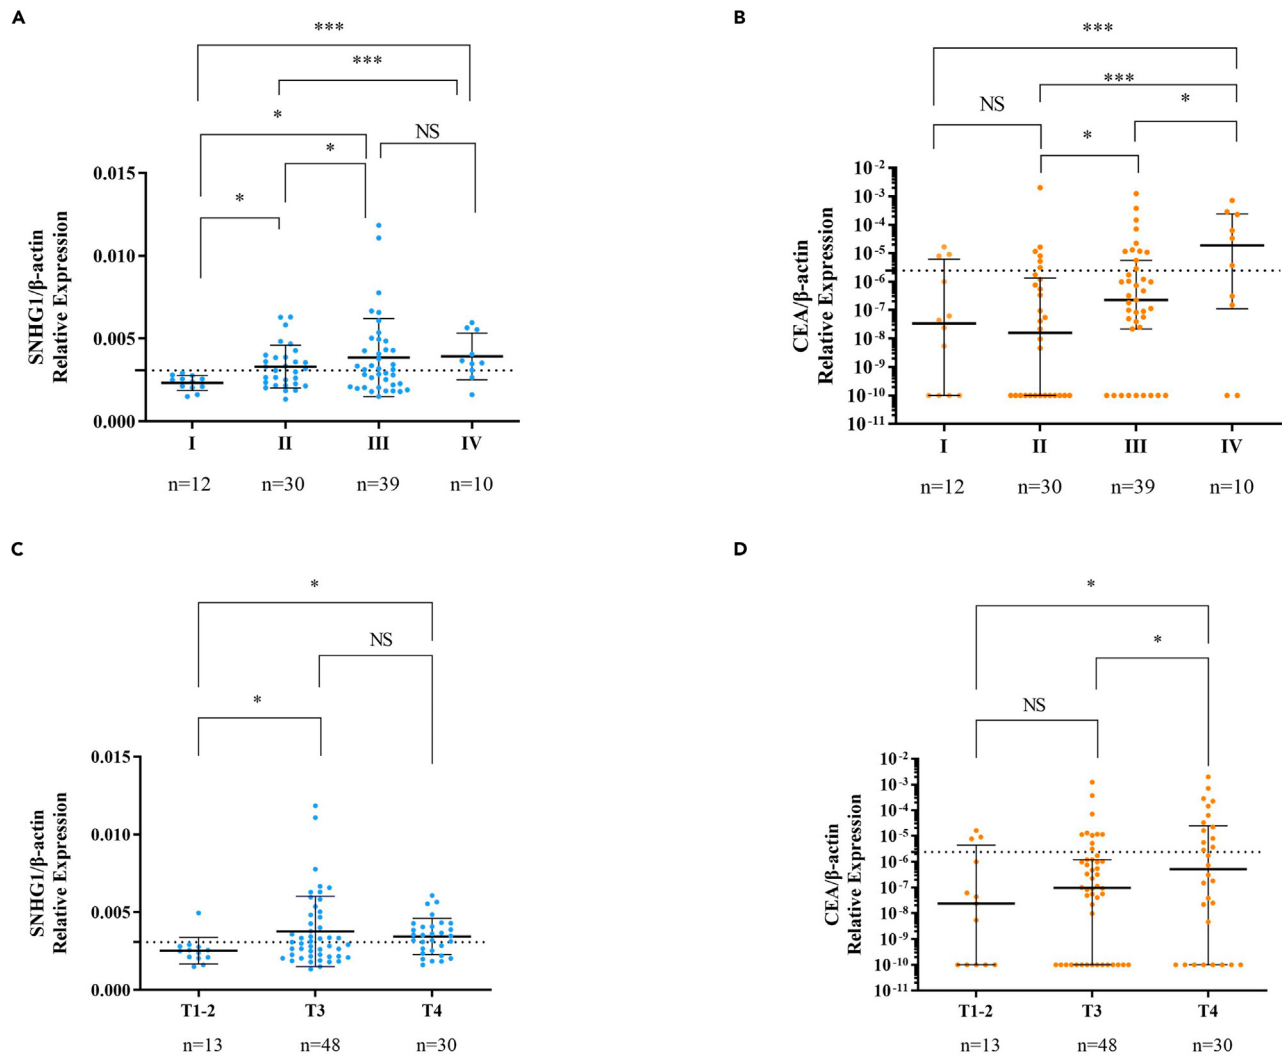 A
***
***
*
NS
*
*
SNHG1/β-actin
Relative Expression
0.015
0.010
0.005
0.000
I II III IV
n=12 n=30 n=39 n=10
B
***
***
NS
*
*
CEA/β-actin
Relative Expression
10-2
10-3
10-4
10-5
10-6
10-7
10-8
10-9
10-10
10-11
I II III IV
n=12 n=30 n=39 n=10
C
*
NS
*
SNHG1/β-actin
Relative Expression
0.015
0.010
0.005
0.000
T1-2 T3 T4
n=13 n=48 n=30
D
*
*
NS
CEA/β-actin
Relative Expression
10-2
10-3
10-4
10-5
10-6
10-7
10-8
10-9
10-10
10-11
T1-2 T3 T4
n=13 n=48 n=30